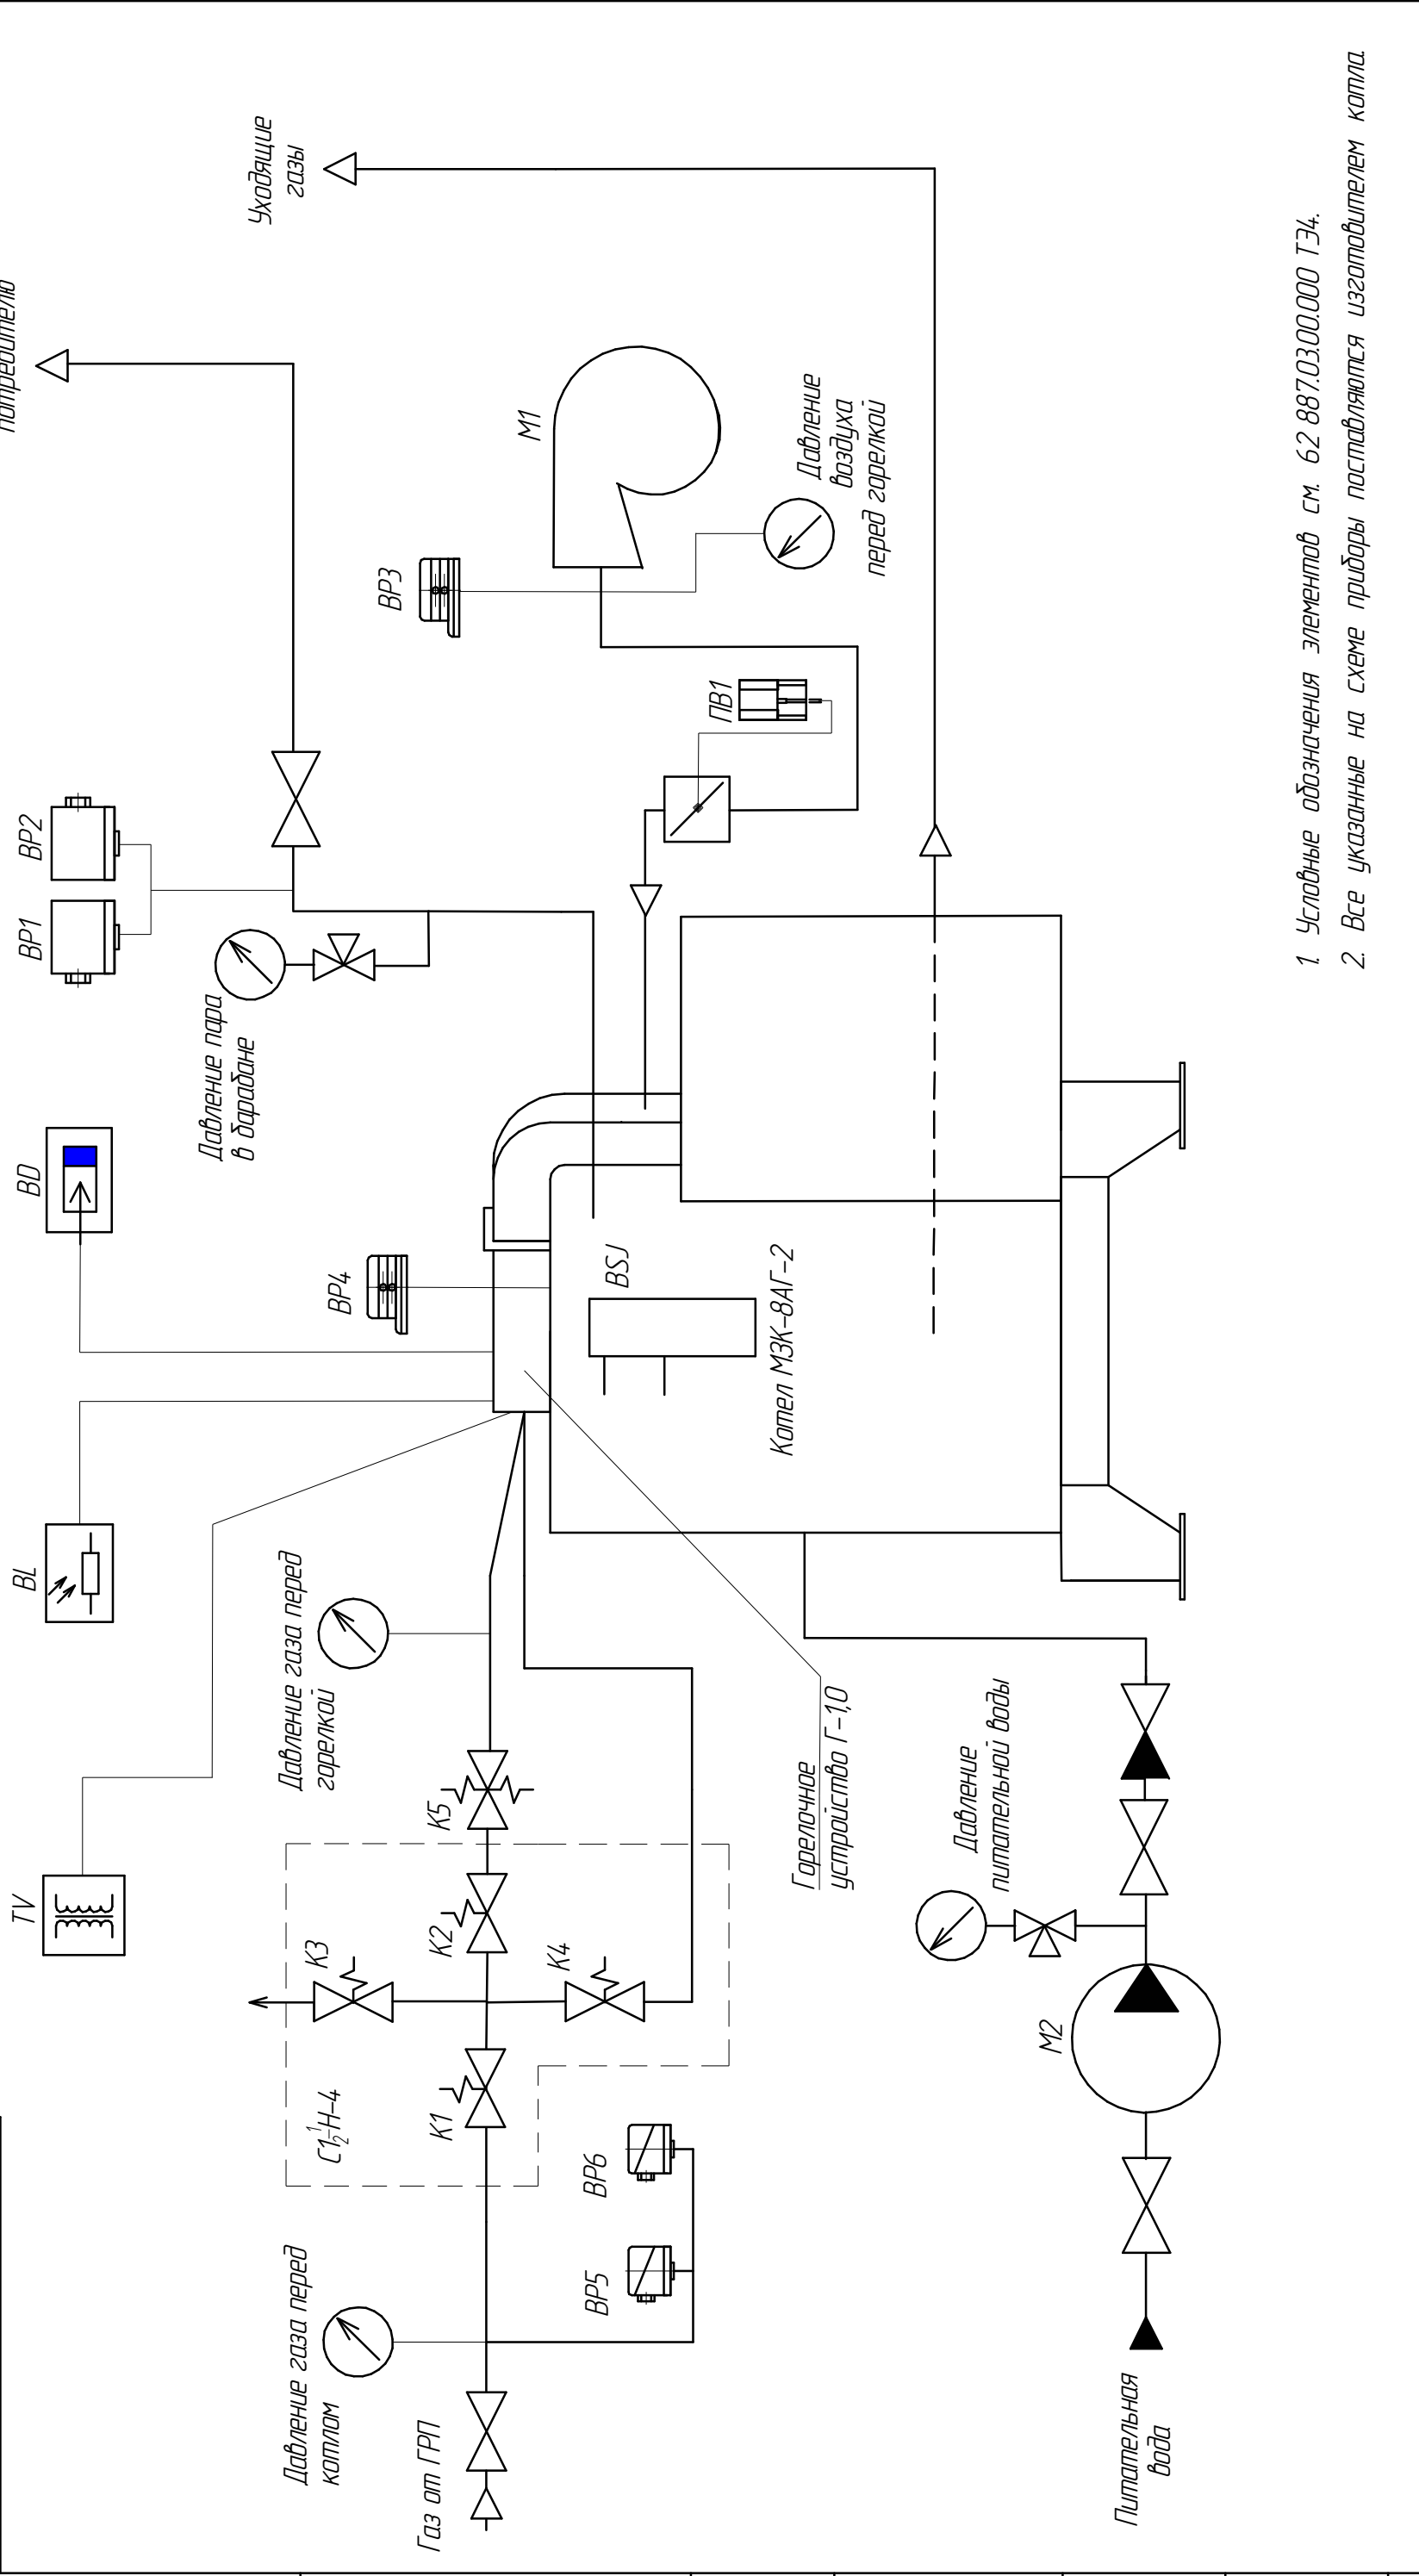 потребителю
Уходящие
газы
BP1
BP2
BD
BL
TV
Давление пара
в барабане
BP3
M1
Давление
воздуха
перед горелкой
ПВ1
BP4
BSJ
Котел МЗК-8АГ-2
Давление газа перед
горелкой
K5
K3
K2
K4
K1
С1½-Н-4
BP6
BP5
Давление газа перед
котлом
Газ от ГРП
Горелочное
устройство Г-1,0
Давление
питательной воды
M2
Питательная
вода
1. Условные обозначения элементов см. 62 887.03.00.000 ТЭ4.
2. Все указанные на схеме приборы поставляются изготовителем котла.